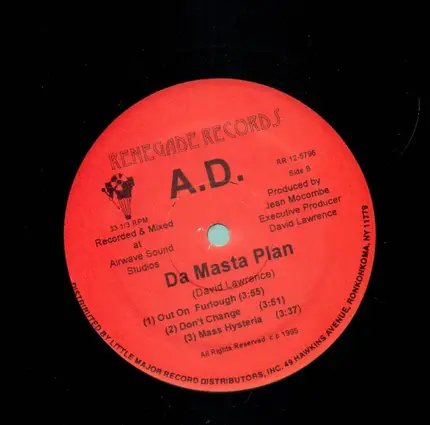 RENEGADE RECORDS
A.D.
RR 12-5796
Side B
33 1/3 RPM
Recorded & Mixed
at
Airwave Sound
Studios
Produced by
Jean Mocombe
Executive Producer
David Lawrence
Da Masta Plan
(David Lawrence)
(1) Out On Furlough (3:55)
(2) Don't Change (3:51)
(3) Mass Hysteria (3:37)
All Rights Reserved c p 1995
DISTRIBUTED BY LITTLE MAJOR RECORD DISTRIBUTORS, INC. 49 HAWKINS AVENUE, RONKONKOMA, NY 11779